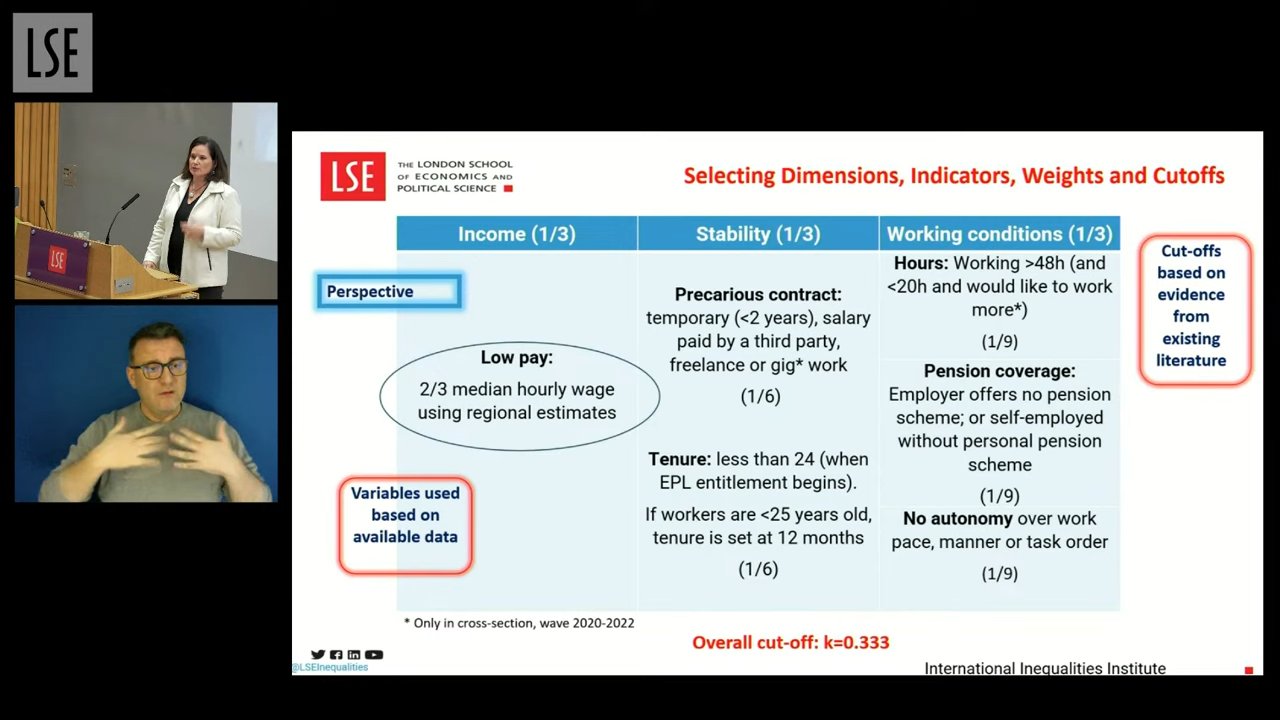 LSE
LSE
LSE
THE LONDON SCHOOL
OF ECONOMICS AND
POLITICAL SCIENCE
Selecting Dimensions, Indicators, Weights and Cutoffs
Income (1/3)
Stability (1/3)
Working conditions (1/3)
Perspective
Low pay:
2/3 median hourly wage
using regional estimates
Variables used
based on
available data
Precarious contract:
temporary (<2 years), salary
paid by a third party,
freelance or gig* work
(1/6)
Tenure: less than 24 (when
EPL entitlement begins).
If workers are <25 years old,
tenure is set at 12 months
(1/6)
Hours: Working >48h (and
<20h and would like to work
more*)
(1/9)
Pension coverage:
Employer offers no pension
scheme; or self-employed
without personal pension
scheme
(1/9)
No autonomy over work
pace, manner or task order
(1/9)
Cut-offs
based on
evidence
from
existing
literature
* Only in cross-section, wave 2020-2022
Overall cut-off: k=0.333
@LSEInequalities
International Inequalities Institute